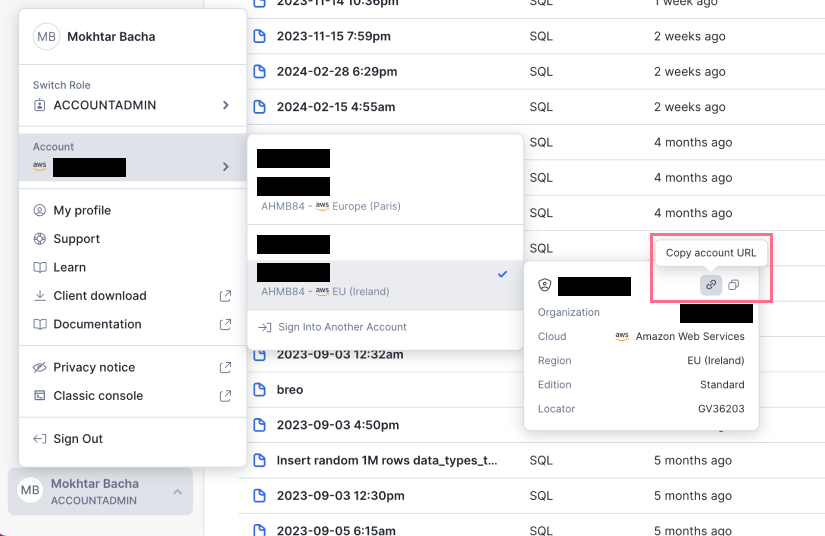 MB Mokhtar Bacha
Switch Role
ACCOUNTADMIN
Account
aws
My profile
Support
Learn
Client download
Documentation
Privacy notice
Classic console
Sign Out
MB Mokhtar Bacha
ACCOUNTADMIN
AHMB84 - aws Europe (Paris)
AHMB84 - aws EU (Ireland)
Sign Into Another Account
Copy account URL
Organization
Cloud aws Amazon Web Services
Region EU (Ireland)
Edition Standard
Locator GV36203
2023-11-14 10:36pm SQL 1 week ago
2023-11-15 7:59pm SQL 2 weeks ago
2024-02-28 6:29pm SQL 2 weeks ago
2024-02-15 4:55am SQL 2 weeks ago
SQL 4 months ago
SQL 4 months ago
SQL 4 months ago
SQL
2023-09-03 12:32am
breo
2023-09-03 4:50pm SQL
Insert random 1M rows data_types_t... SQL 5 months ago
2023-09-03 12:30pm SQL 5 months ago
2023-09-05 6:15am SQL 5 months ago